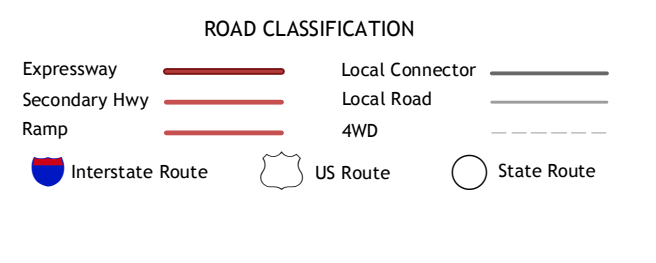 ROAD CLASSIFICATION
Expressway
Local Connector
Secondary Hwy
Local Road
Ramp
4WD
Interstate Route
US Route
State Route